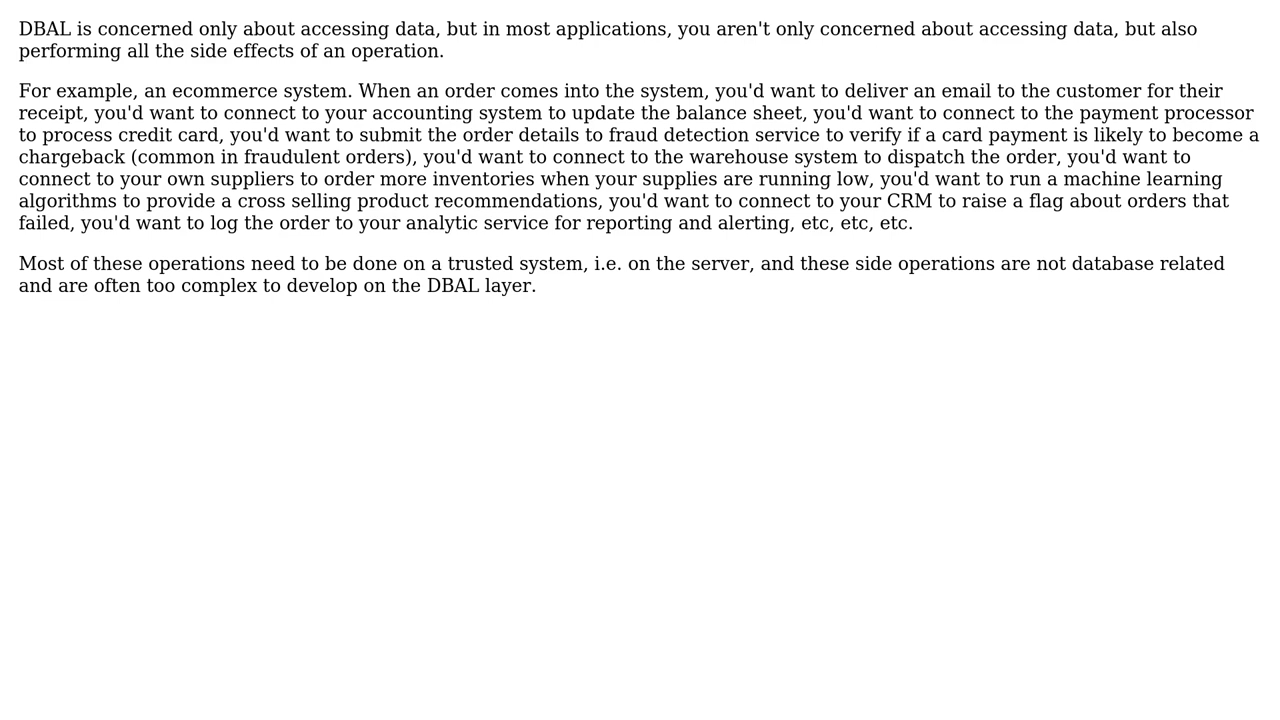 DBAL is concerned only about accessing data, but in most applications, you aren't only concerned about accessing data, but also
performing all the side effects of an operation.
For example, an ecommerce system. When an order comes into the system, you'd want to deliver an email to the customer for their
receipt, you'd want to connect to your accounting system to update the balance sheet, you'd want to connect to the payment processor
to process credit card, you'd want to submit the order details to fraud detection service to verify if a card payment is likely to become a
chargeback (common in fraudulent orders), you'd want to connect to the warehouse system to dispatch the order, you'd want to
connect to your own suppliers to order more inventories when your supplies are running low, you'd want to run a machine learning
algorithms to provide a cross selling product recommendations, you'd want to connect to your CRM to raise a flag about orders that
failed, you'd want to log the order to your analytic service for reporting and alerting, etc, etc, etc.
Most of these operations need to be done on a trusted system, i.e. on the server, and these side operations are not database related
and are often too complex to develop on the DBAL layer.